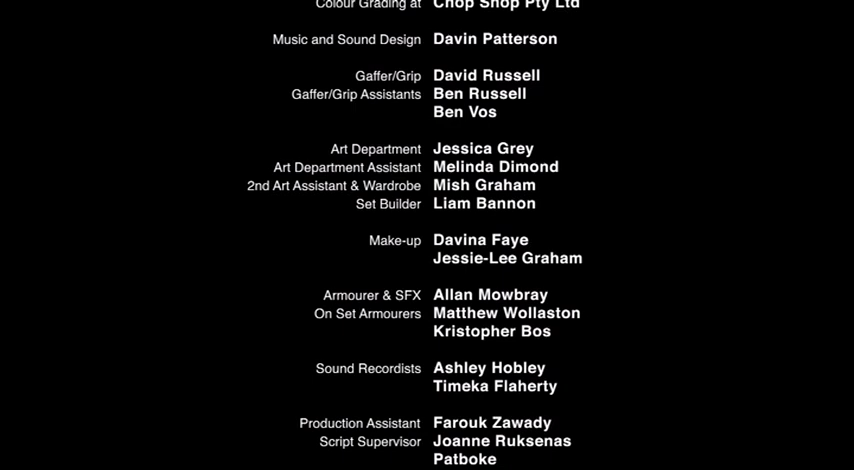 Colour Grading at Chop Shop Pty Ltd
Music and Sound Design Davin Patterson
Gaffer/Grip David Russell
Gaffer/Grip Assistants Ben Russell
Ben Vos
Art Department Jessica Grey
Art Department Assistant Melinda Dimond
2nd Art Assistant & Wardrobe Mish Graham
Set Builder Liam Bannon
Make-up Davina Faye
Jessie-Lee Graham
Armourer & SFX Allan Mowbray
On Set Armourers Matthew Wollaston
Kristopher Bos
Sound Recordists Ashley Hobley
Timeka Flaherty
Production Assistant Farouk Zawady
Script Supervisor Joanne Ruksenas
Patboke